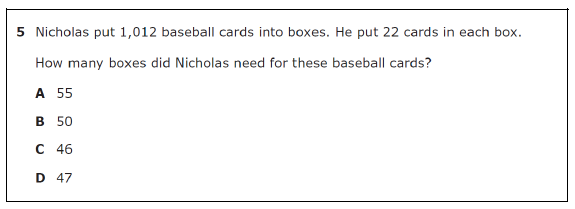 5 Nicholas put 1,012 baseball cards into boxes. He put 22 cards in each box.
How many boxes did Nicholas need for these baseball cards?
A 55
B 50
C 46
D 47